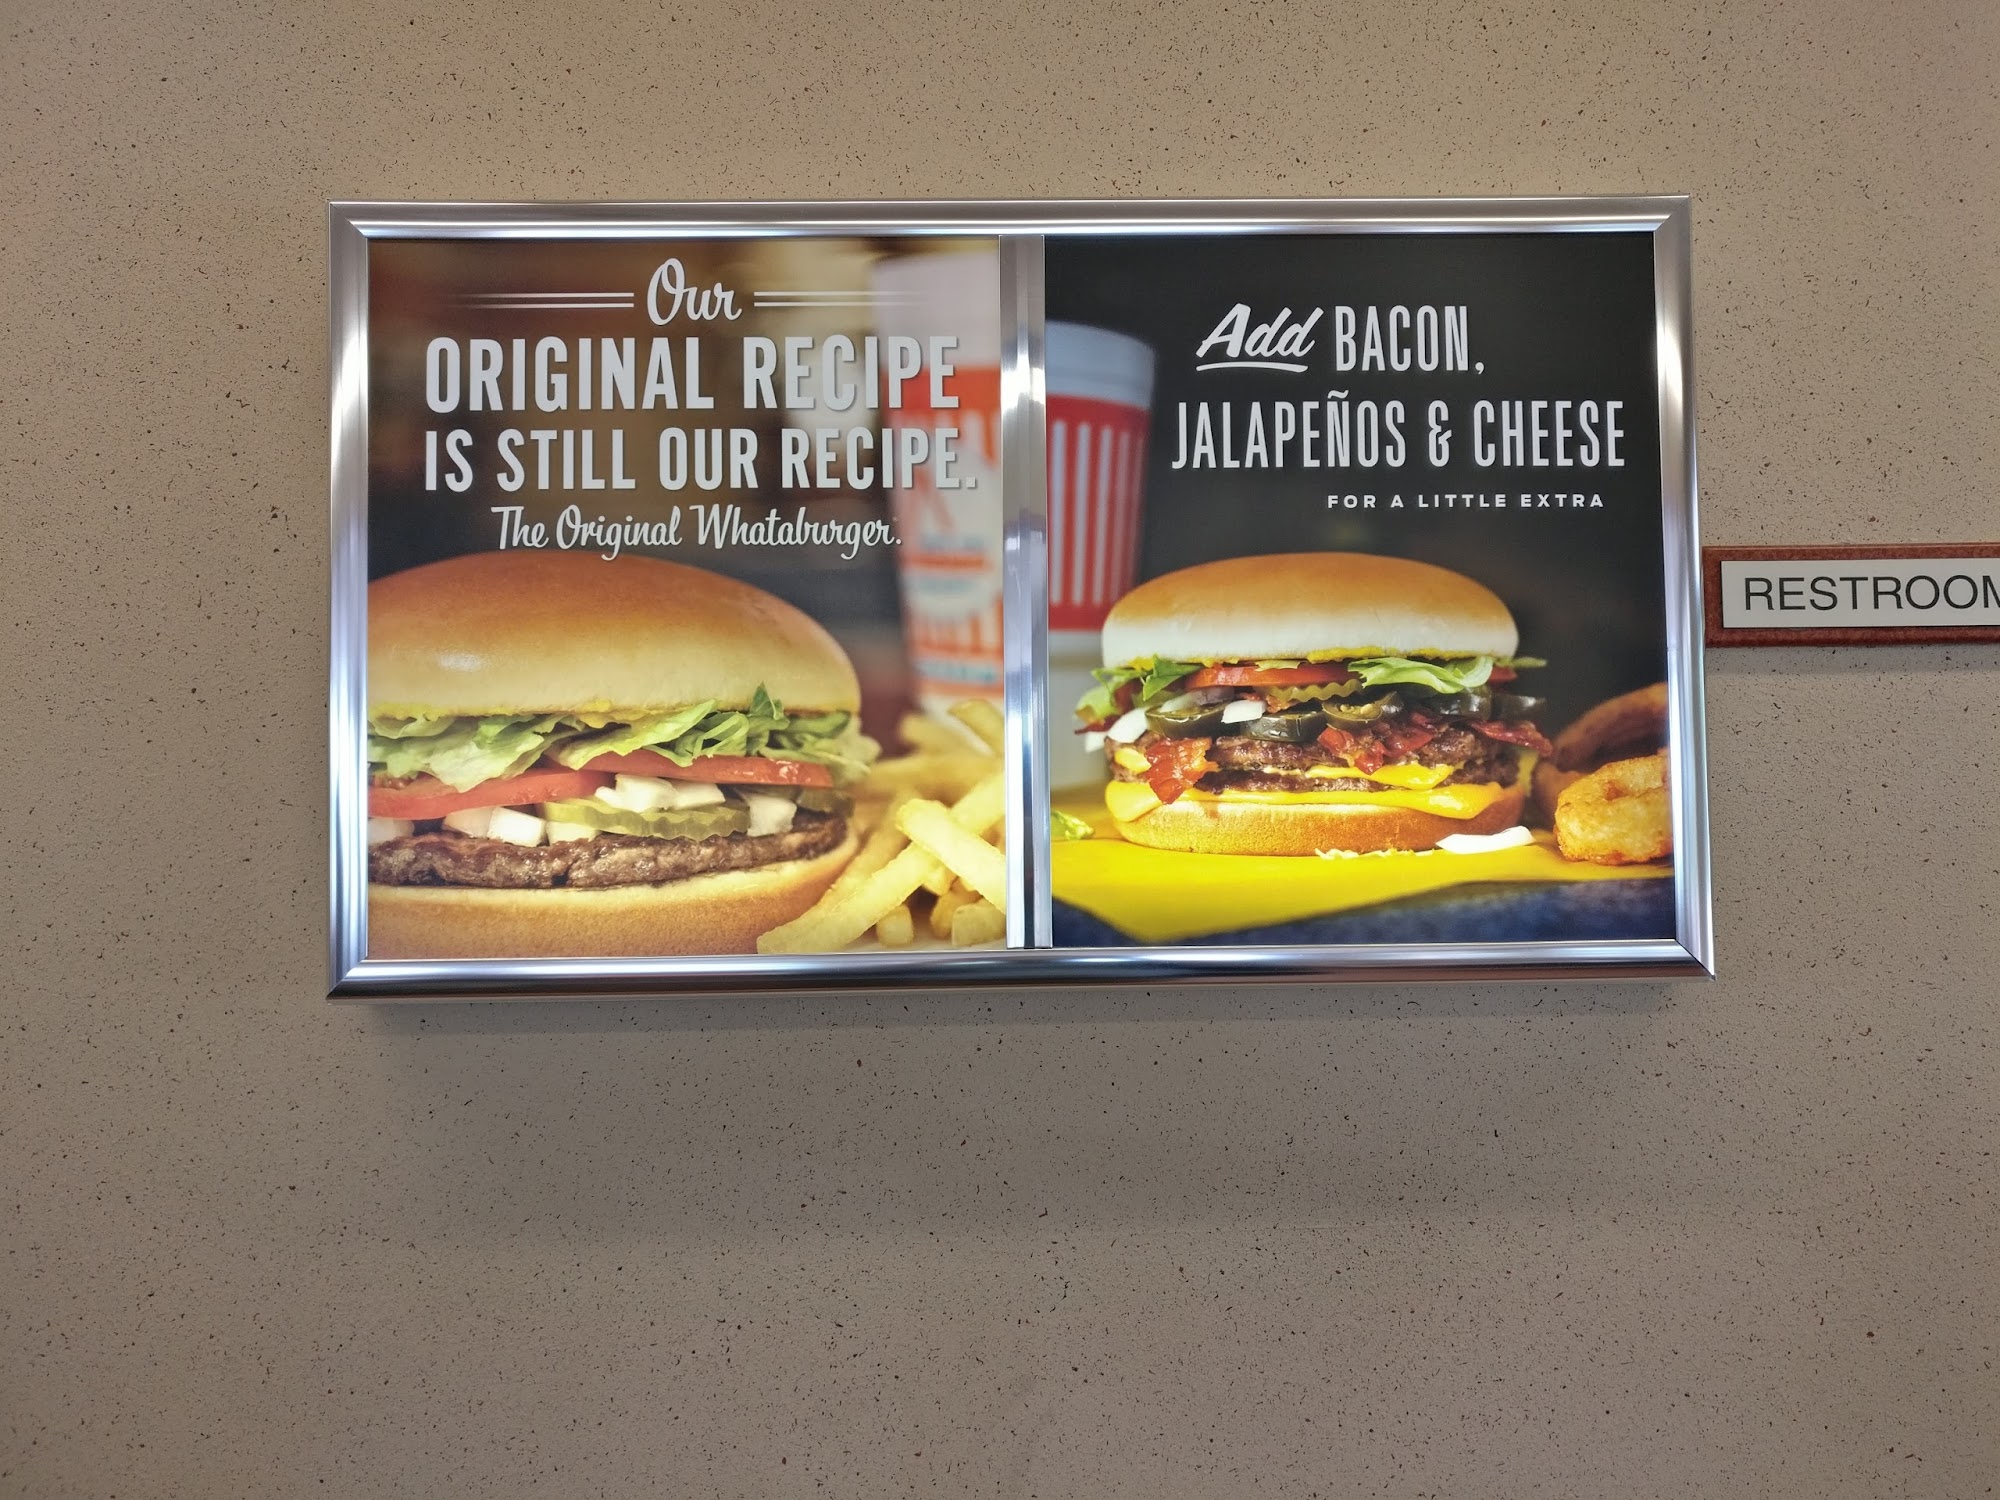 Our
ORIGINAL RECIPE
IS STILL OUR RECIPE.
The Original Whataburger.
Add BACON,
JALAPEÑOS & CHEESE
FOR A LITTLE EXTRA
RESTROOM